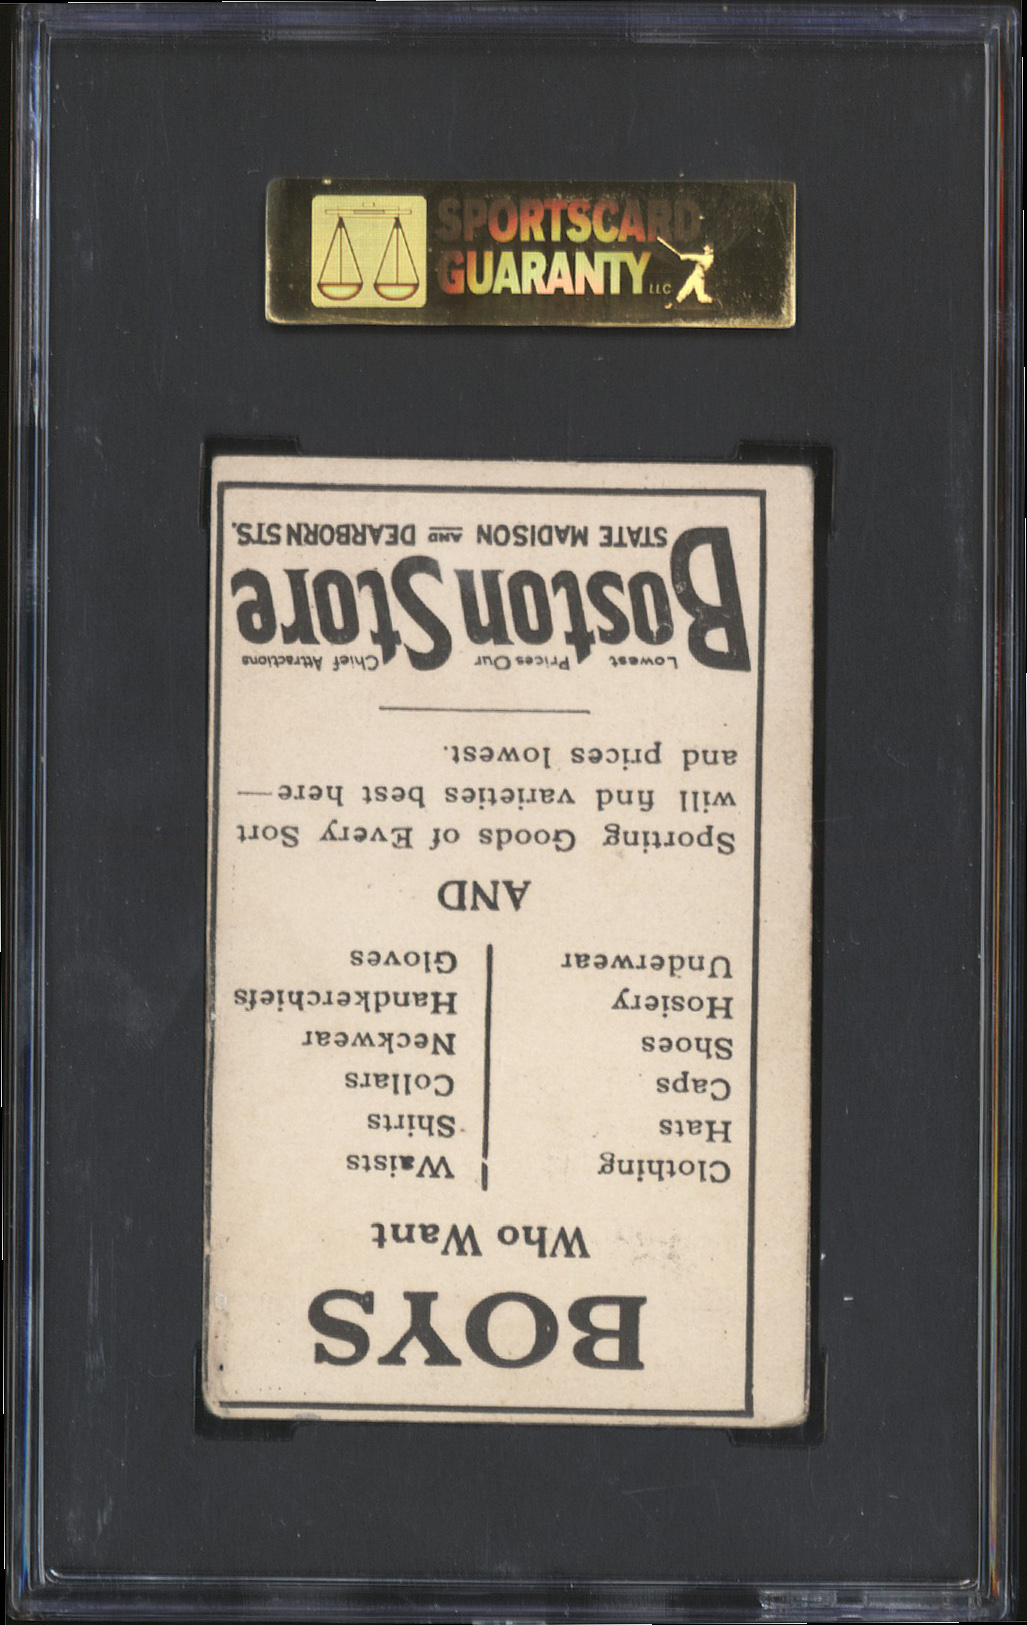 SPORTSCARD
GUARANTY LLC
BOYS
Who Want
Clothing
Hats
Caps
Shoes
Hosiery
Underwear
Waists
Shirts
Collars
Neckwear
Handkerchiefs
Gloves
AND
Sporting Goods of Every Sort
will find varieties best here—
and prices lowest.
Lowest Prices Our Chief Attractions
Boston Store
STATE MADISON AND DEARBORN STS.